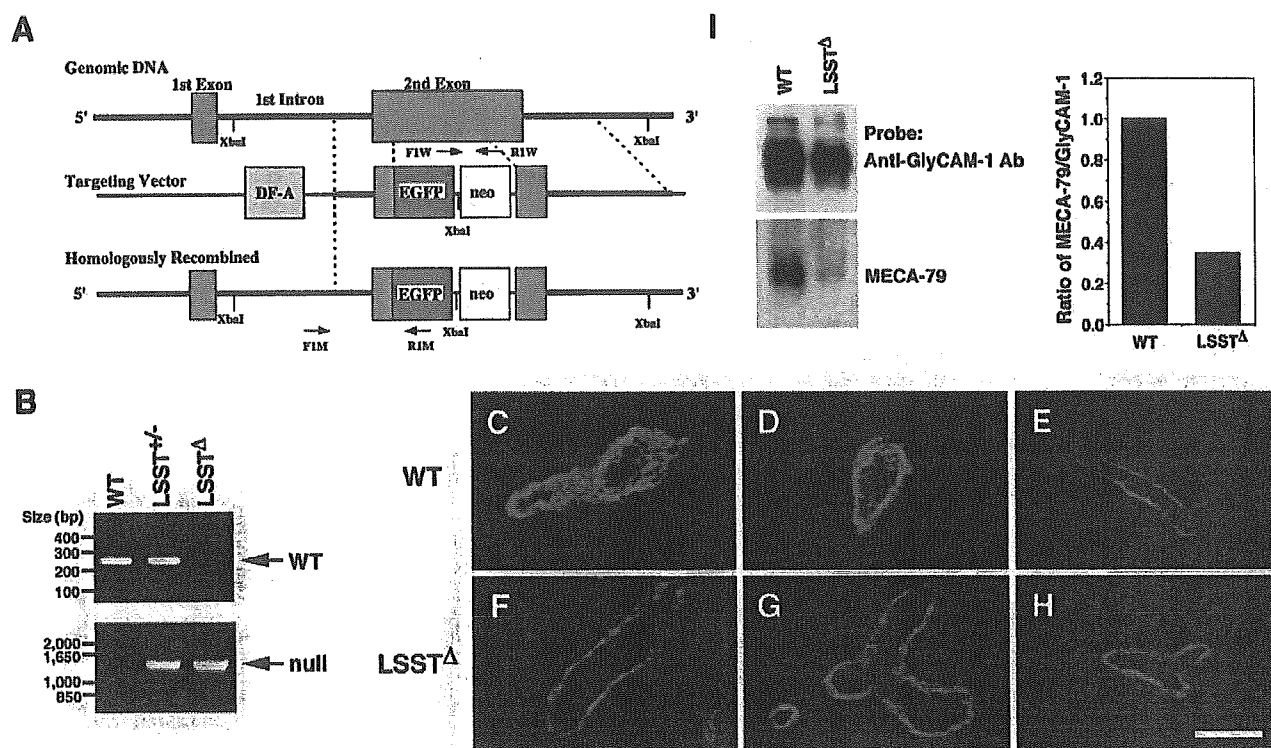 A
Genomic DNA
1st Exon
1st Intron
2nd Exon
5'
3'
XbaI
XbaI
F1W
R1W
Targeting Vector
DF-A
EGFP
neo
XbaI
Homologously Recombined
5'
3'
EGFP
neo
XbaI
XbaI
XbaI
F1M
R1M
I
WT
LSSTΔ
Probe:
Anti-GlyCAM-1 Ab
MECA-79
Ratio of MECA-79/GlyCAM-1
1.2
1.0
0.8
0.6
0.4
0.2
0.0
WT
LSSTΔ
B
WT
LSST+/-
LSSTΔ
Size (bp)
400
300
200
100
WT
2,000
1,650
1,000
850
null
WT
C
D
E
LSSTΔ
F
G
H